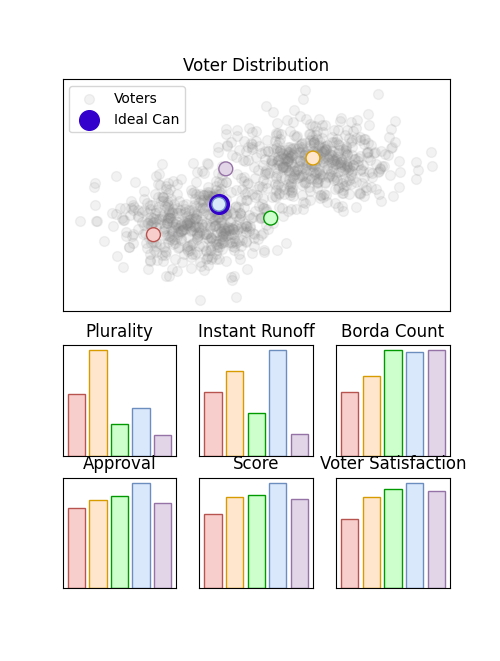 Voter Distribution
Voters
Ideal Can
Plurality
Instant Runoff
Borda Count
Approval
Score
Voter Satisfaction